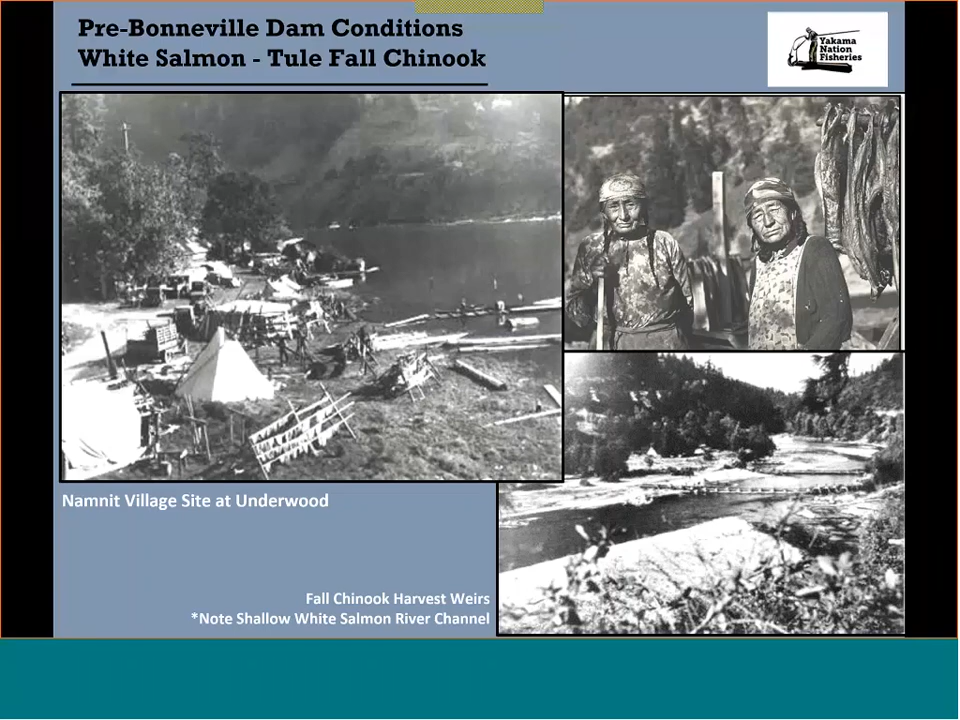 Pre-Bonneville Dam Conditions
White Salmon - Tule Fall Chinook
Yakama
Nation
Fisheries
Namnit Village Site at Underwood
Fall Chinook Harvest Weirs
*Note Shallow White Salmon River Channel